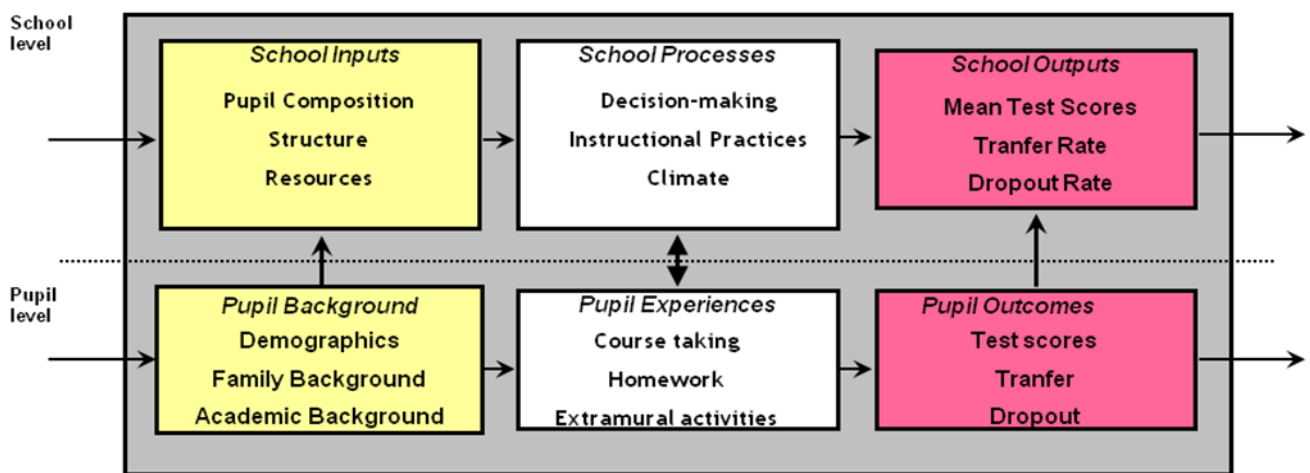 School
level
School Inputs
Pupil Composition
Structure
Resources
School Processes
Decision-making
Instructional Practices
Climate
School Outputs
Mean Test Scores
Tranfer Rate
Dropout Rate
Pupil
level
Pupil Background
Demographics
Family Background
Academic Background
Pupil Experiences
Course taking
Homework
Extramural activities
Pupil Outcomes
Test scores
Tranfer
Dropout